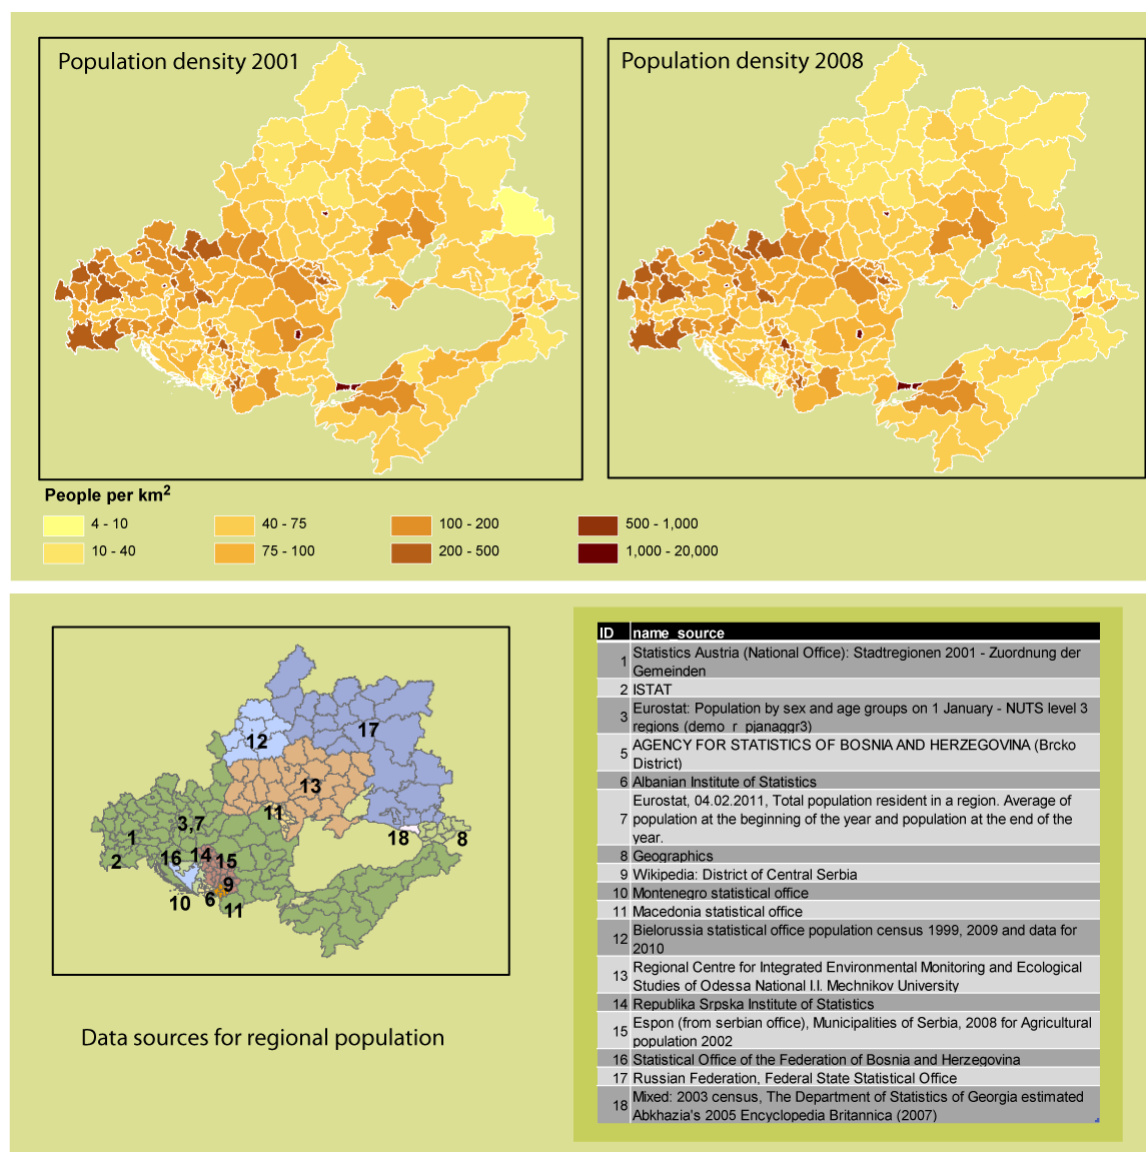 Population density 2001
Population density 2008
People per km²
4 - 10
40 - 75
100 - 200
500 - 1,000
10 - 40
75 - 100
200 - 500
1,000 - 20,000
12
17
13
11
18
8
3,7
1
2
16
14
15
9
6
10
11
Data sources for regional population
ID name_source
1 Statistics Austria (National Office): Stadtregionen 2001 - Zuordnung der
Gemeinden
2 ISTAT
3 Eurostat: Population by sex and age groups on 1 January - NUTS level 3
regions (demo_r_pjanaggr3)
5 AGENCY FOR STATISTICS OF BOSNIA AND HERZEGOVINA (Brcko
District)
6 Albanian Institute of Statistics
7 Eurostat, 04.02.2011, Total population resident in a region. Average of
population at the beginning of the year and population at the end of the
year.
8 Geographics
9 Wikipedia: District of Central Serbia
10 Montenegro statistical office
11 Macedonia statistical office
12 Bielorussia statistical office population census 1999, 2009 and data for
2010
13 Regional Centre for Integrated Environmental Monitoring and Ecological
Studies of Odessa National I.I. Mechnikov University
14 Republika Srpska Institute of Statistics
15 Espon (from serbian office), Municipalities of Serbia, 2008 for Agricultural
population 2002
16 Statistical Office of the Federation of Bosnia and Herzegovina
17 Russian Federation, Federal State Statistical Office
18 Mixed: 2003 census, The Department of Statistics of Georgia estimated
Abkhazia's 2005 Encyclopedia Britannica (2007)